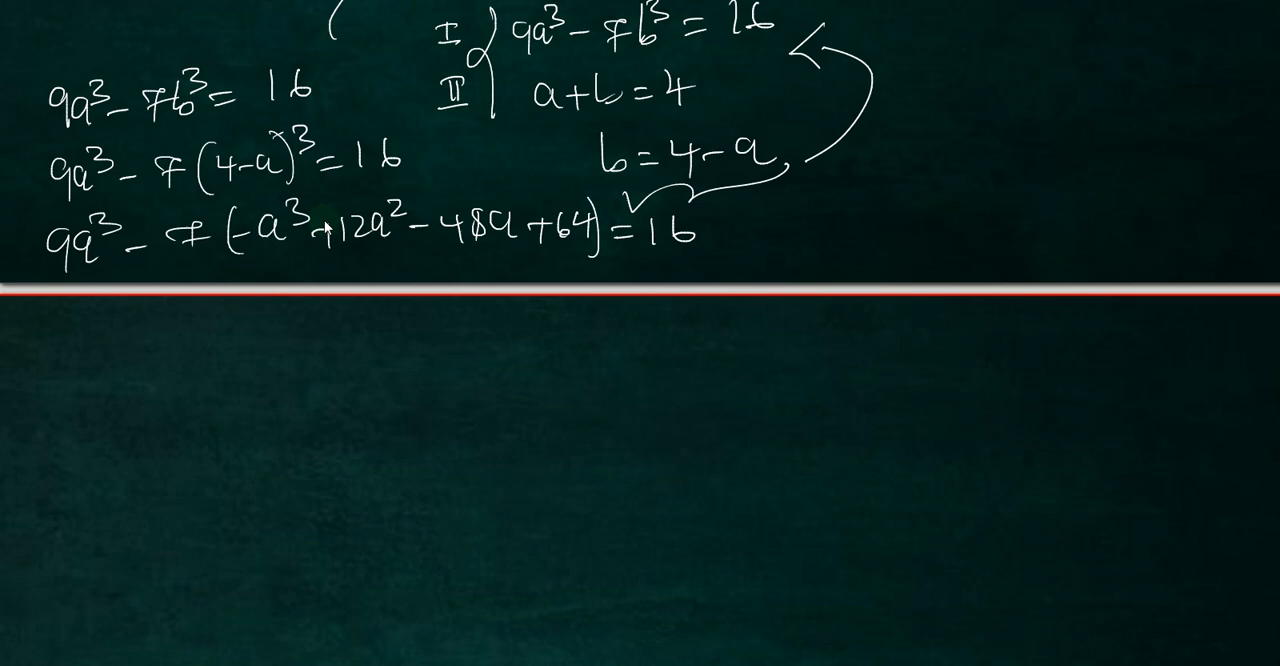 I) 9a³ - 7b³ = 16
II) a + b = 4
b = 4 - a
9a³ - 7b³ = 16
9a³ - 7(4-a)³ = 16
9a³ - 7(-a³ + 12a² - 48a + 64) = 16